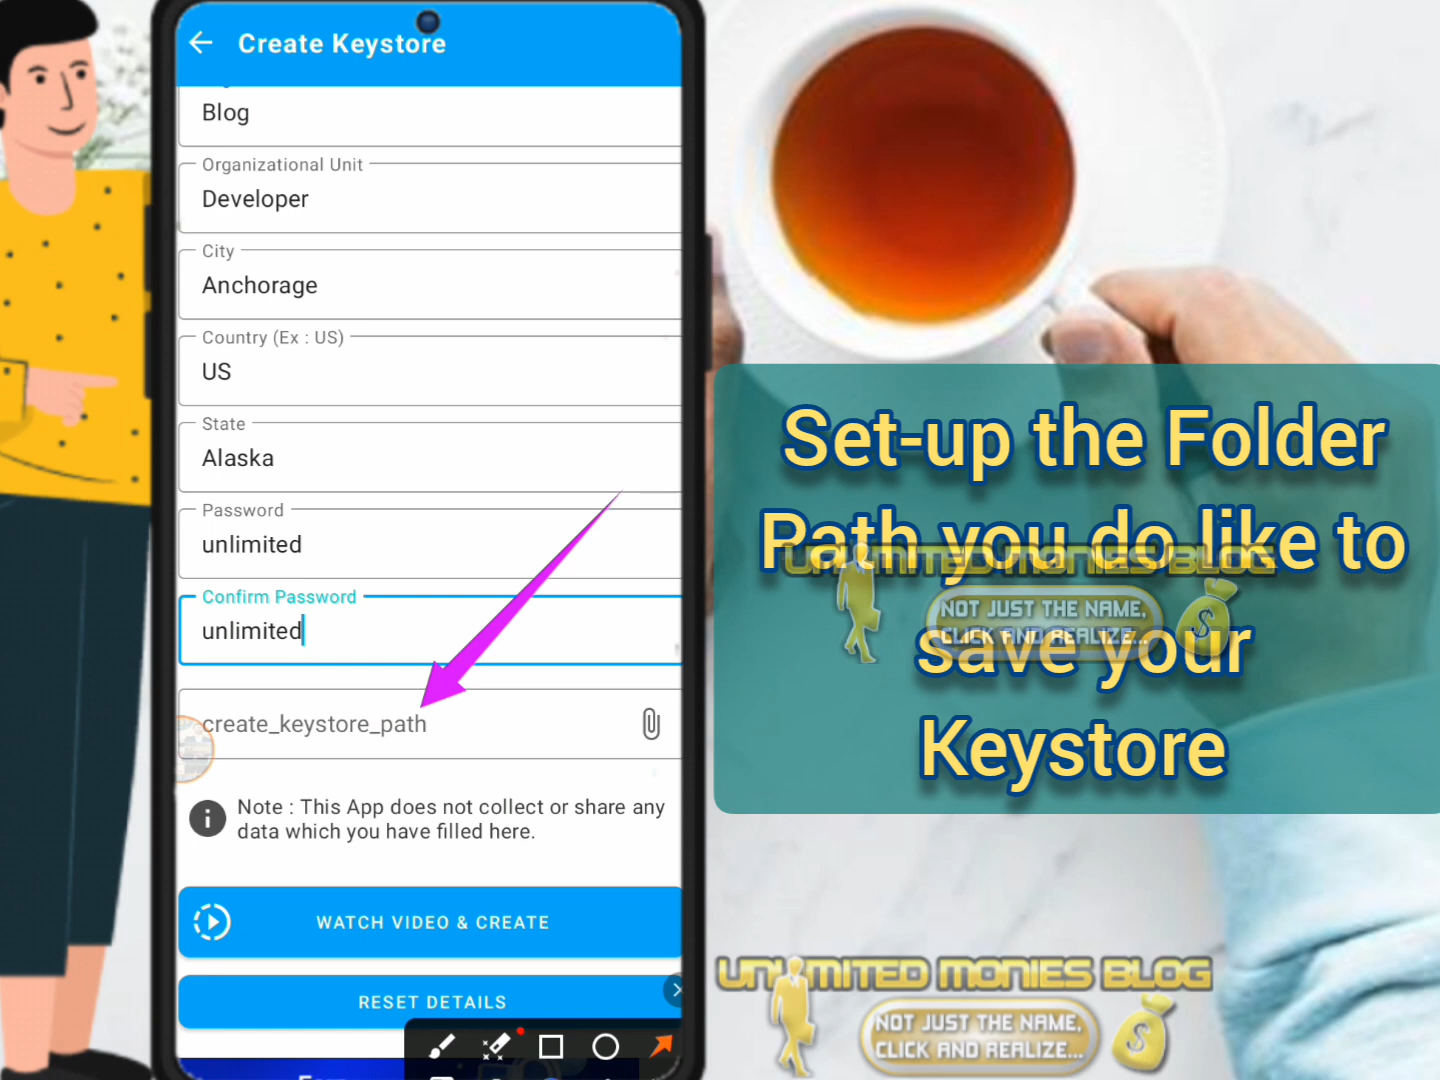 Create Keystore
Blog
Organizational Unit
Developer
City
Anchorage
Country (Ex : US)
US
State
Alaska
Password
unlimited
Confirm Password
unlimited
create_keystore_path
Note : This App does not collect or share any
data which you have filled here.
WATCH VIDEO & CREATE
RESET DETAILS
Set-up the Folder
Path you do like to
save your
Keystore
UNLIMITED MONIES BLOG
NOT JUST THE NAME,
CLICK AND REALIZE...
UNLIMITED MONIES BLOG
NOT JUST THE NAME,
CLICK AND REALIZE...